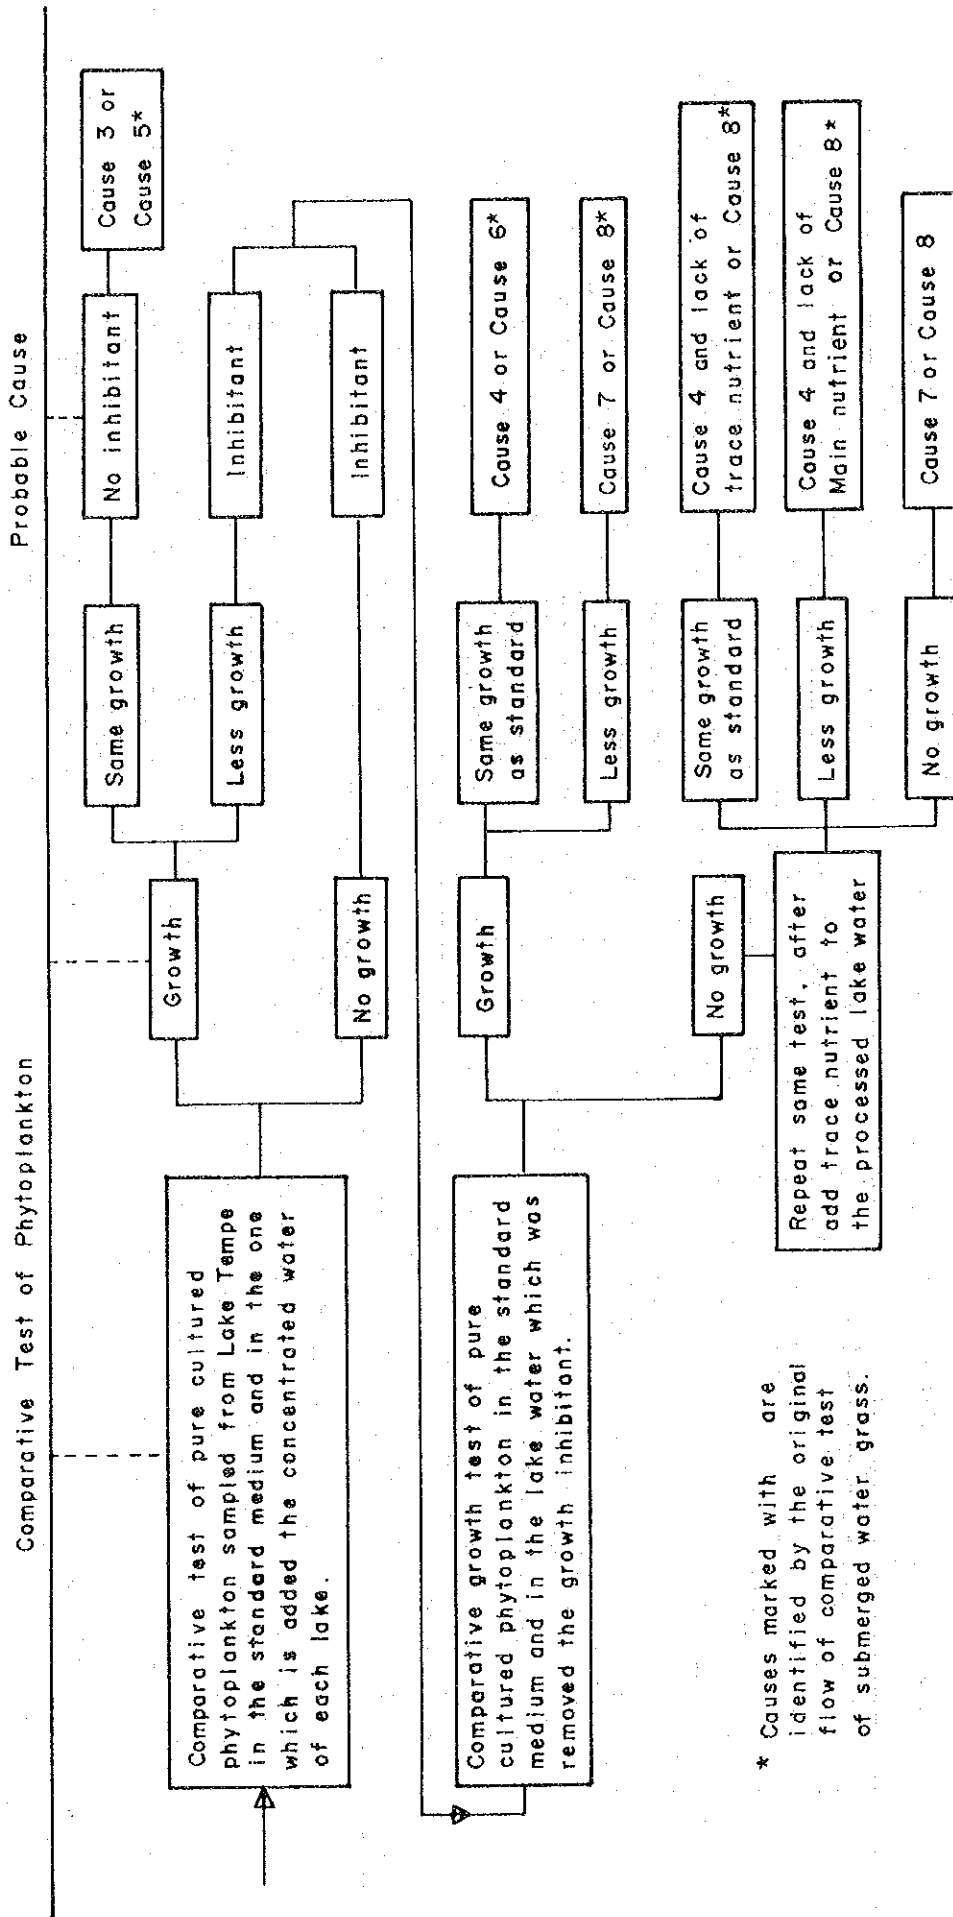 Comparative Test of Phytoplankton
Probable Cause
Comparative test of pure cultured
phytoplankton sampled from Lake Tempe
in the standard medium and in the one
which is added the concentrated water
of each lake.
Growth
No growth
Same growth
Less growth
No inhibitant
Inhibitant
Inhibitant
Cause 3 or
Cause 5*
Comparative growth test of pure
cultured phytoplankton in the standard
medium and in the lake water which was
removed the growth inhibitant.
Growth
No growth
Same growth
as standard
Less growth
Cause 4 or Cause 6*
Cause 7 or Cause 8*
Repeat same test, after
add trace nutrient to
the processed lake water
Same growth
as standard
Less growth
No growth
Cause 4 and lack of
trace nutrient or Cause 8*
Cause 4 and lack of
Main nutrient or Cause 8*
Cause 7 or Cause 8
* Causes marked with are
identified by the original
flow of comparative test
of submerged water grass.